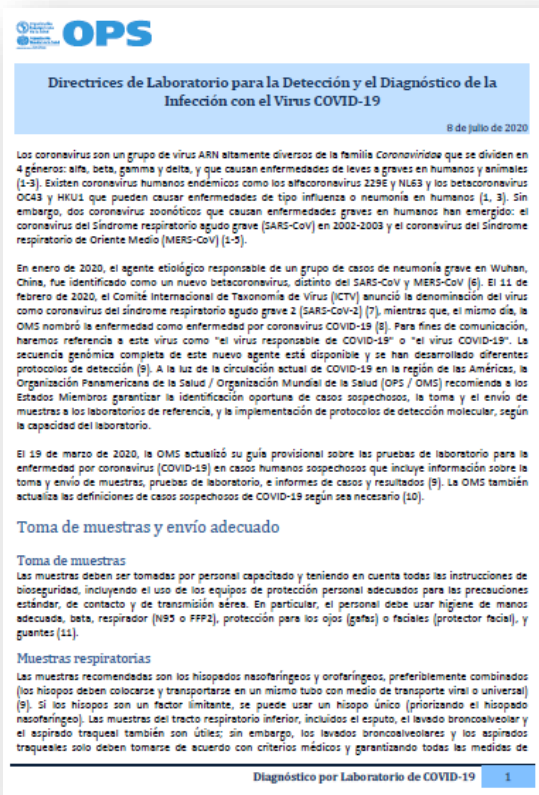 OPS
Directrices de Laboratorio para la Detección y el Diagnóstico de la
Infección con el Virus COVID-19
8 de julio de 2020
Los coronavirus son un grupo de virus ARN altamente diversos de la familia Coronaviridae que se dividen en
4 géneros: alfa, beta, gamma y delta, y que causan enfermedades de leves a graves en humanos y animales
(1-3). Existen coronavirus humanos endémicos como los alfacoronavirus 229E y NL63 y los betacoronavirus
OC43 y HKU1 que pueden causar enfermedades de tipo influenza o neumonía en humanos (1, 3). Sin
embargo, dos coronavirus zoonóticos que causan enfermedades graves en humanos han emergido: el
coronavirus del Síndrome respiratorio agudo grave (SARS-CoV) en 2002-2003 y el coronavirus del Síndrome
respiratorio de Oriente Medio (MERS-CoV) (1-5).
En enero de 2020, el agente etiológico responsable de un grupo de casos de neumonía grave en Wuhan,
China, fue identificado como un nuevo betacoronavirus, distinto del SARS-CoV y MERS-CoV (6). El 11 de
febrero de 2020, el Comité Internacional de Taxonomía de Virus (ICTV) anunció la denominación del virus
como coronavirus del síndrome respiratorio agudo grave 2 (SARS-CoV-2) (7), mientras que, el mismo día, la
OMS nombró la enfermedad como enfermedad por coronavirus COVID-19 (8). Para fines de comunicación,
haremos referencia a este virus como "el virus responsable de COVID-19" o "el virus COVID-19". La
secuencia genómica completa de este nuevo agente está disponible y se han desarrollado diferentes
protocolos de detección (9). A la luz de la circulación actual de COVID-19 en la región de las Américas, la
Organización Panamericana de la Salud / Organización Mundial de la Salud (OPS / OMS) recomienda a los
Estados Miembros garantizar la identificación oportuna de casos sospechosos, la toma y el envío de
muestras a los laboratorios de referencia, y la implementación de protocolos de detección molecular, según
la capacidad del laboratorio.
El 19 de marzo de 2020, la OMS actualizó su guía provisional sobre las pruebas de laboratorio para la
enfermedad por coronavirus (COVID-19) en casos humanos sospechosos que incluye información sobre la
toma y envío de muestras, pruebas de laboratorio, e informes de casos y resultados (9). La OMS también
actualiza las definiciones de casos sospechosos de COVID-19 según sea necesario (10).
Toma de muestras y envío adecuado
Toma de muestras
Las muestras deben ser tomadas por personal capacitado y teniendo en cuenta todas las instrucciones de
bioseguridad, incluyendo el uso de los equipos de protección personal adecuados para las precauciones
estándar, de contacto y de transmisión aérea. En particular, el personal debe usar higiene de manos
adecuada, bata, respirador (N95 o FFP2), protección para los ojos (gafas) o faciales (protector facial), y
guantes (11).
Muestras respiratorias
Las muestras recomendadas son los hisopados nasofaríngeos y orofaríngeos, preferiblemente combinados
(los hisopos deben colocarse y transportarse en un mismo tubo con medio de transporte viral o universal)
(9). Si los hisopos son un factor limitante, se puede usar un hisopo único (priorizando el hisopado
nasofaríngeo). Las muestras del tracto respiratorio inferior, incluidos el esputo, el lavado broncoalveolar y
el aspirado traqueal también son útiles; sin embargo, los lavados broncoalveolares y los aspirados
traqueales solo deben tomarse de acuerdo con criterios médicos y garantizando todas las medidas de
Diagnóstico por Laboratorio de COVID-19 1